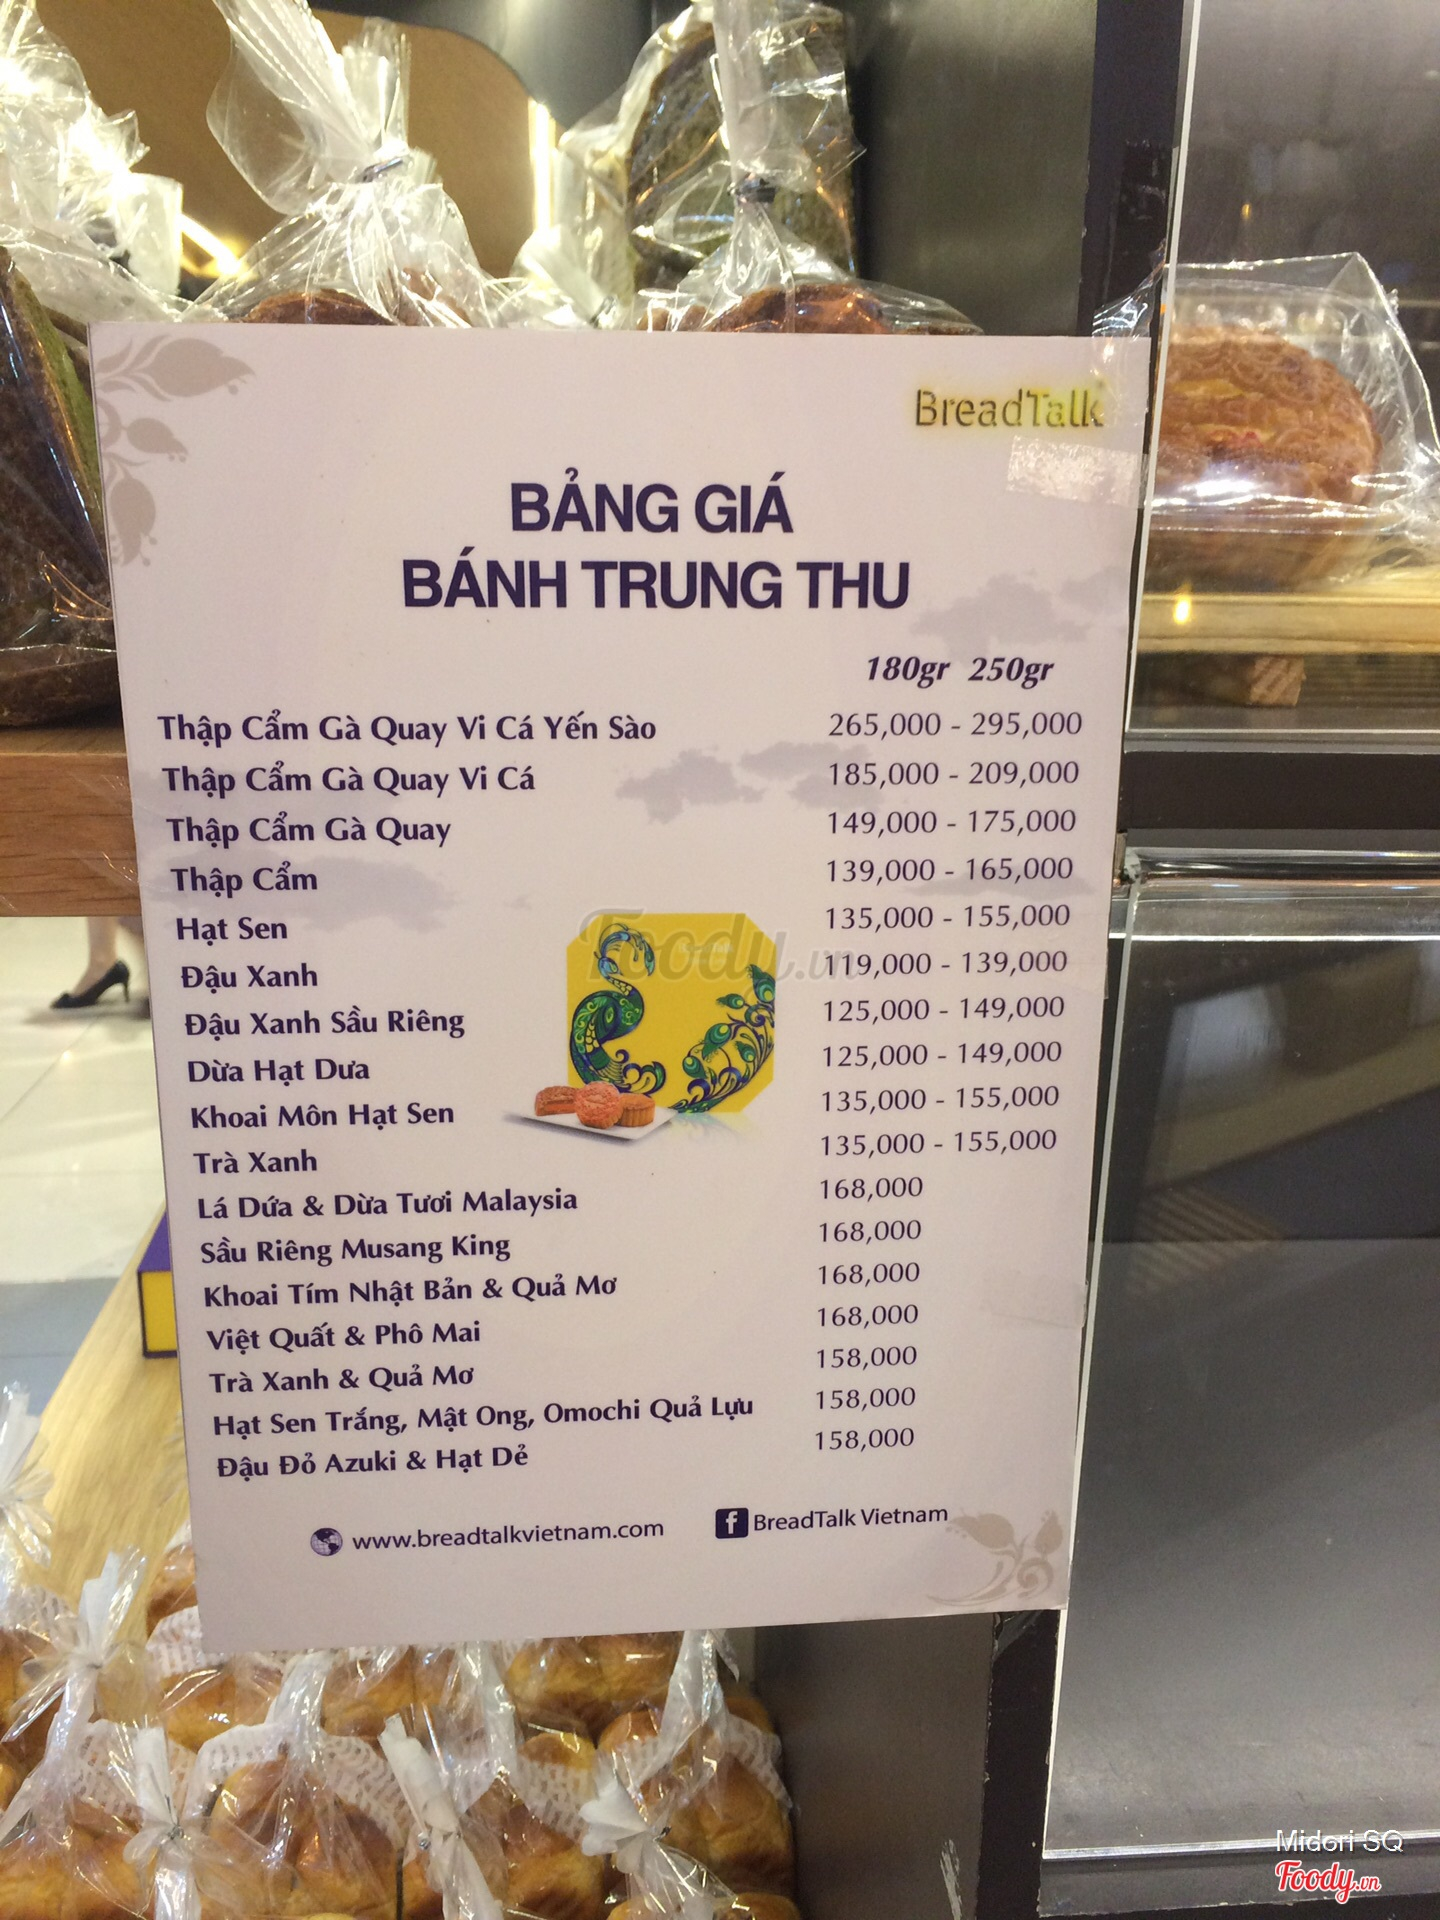 BreadTalk
BẢNG GIÁ
BÁNH TRUNG THU
180gr 250gr
Thập Cẩm Gà Quay Vi Cá Yến Sào 265,000 - 295,000
Thập Cẩm Gà Quay Vi Cá 185,000 - 209,000
Thập Cẩm Gà Quay 149,000 - 175,000
Thập Cẩm 139,000 - 165,000
Hạt Sen 135,000 - 155,000
Đậu Xanh 119,000 - 139,000
Đậu Xanh Sầu Riêng 125,000 - 149,000
Dừa Hạt Dưa 125,000 - 149,000
Khoai Môn Hạt Sen 135,000 - 155,000
Trà Xanh 135,000 - 155,000
Lá Dứa & Dừa Tươi Malaysia 168,000
Sầu Riêng Musang King 168,000
Khoai Tím Nhật Bản & Quả Mơ 168,000
Việt Quất & Phô Mai 168,000
Trà Xanh & Quả Mơ 158,000
Hạt Sen Trắng, Mật Ong, Omochi Quả Lựu 158,000
Đậu Đỏ Azuki & Hạt Dẻ 158,000
www.breadtalkvietnam.com BreadTalk Vietnam
Foody.vn
Midori SQ
Foody.vn